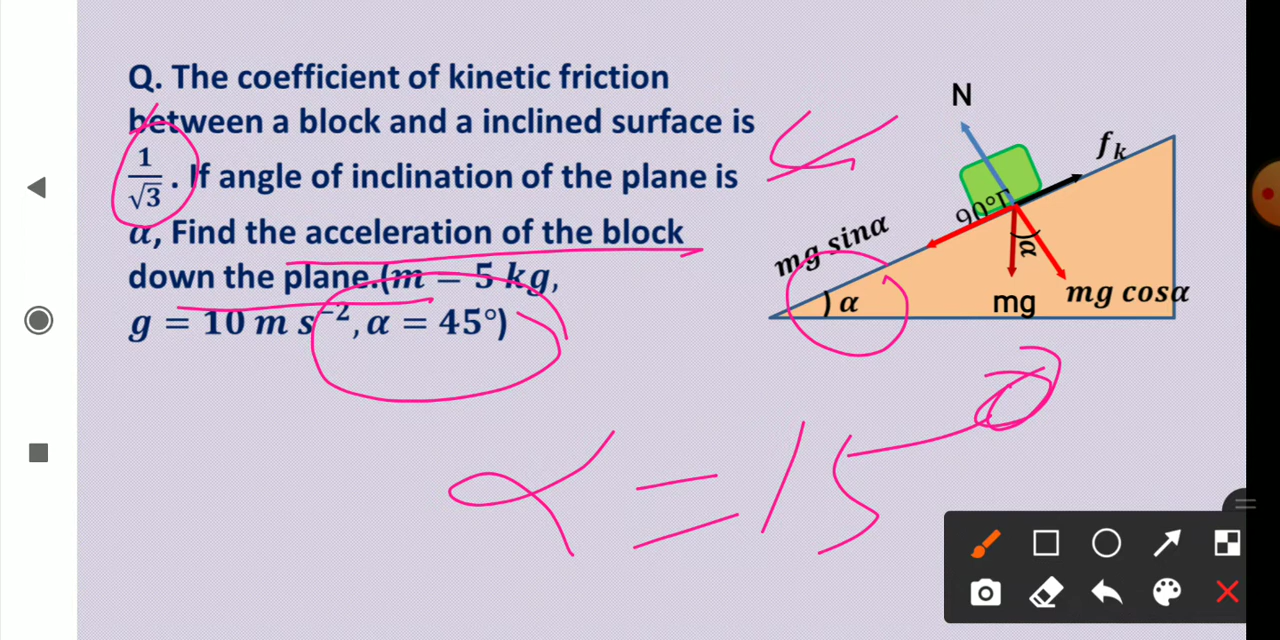 Q. The coefficient of kinetic friction
between a block and a inclined surface is
1/√3. If angle of inclination of the plane is
α, Find the acceleration of the block
down the plane.(m = 5 kg,
g = 10 m s⁻², α = 45°)
N
fₖ
90°
mg sinα
α
α
mg
mg cosα
α = 15°